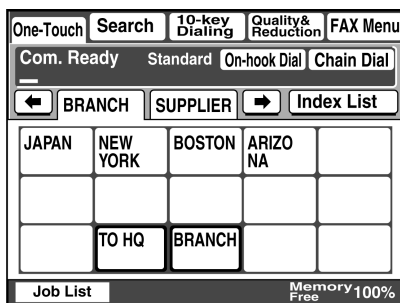 One-Touch Search 10-key Dialing Quality& Reduction FAX Menu
Com. Ready Standard On-hook Dial Chain Dial
BRANCH SUPPLIER Index List
JAPAN NEW YORK BOSTON ARIZO NA
TO HQ BRANCH
Job List Memory Free 100%